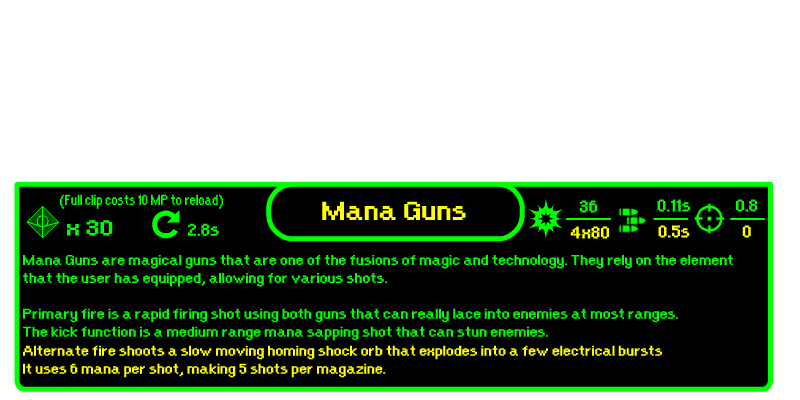 (Full clip costs 10 MP to reload)
x 30
2.8s
Mana Guns
36
4x80
0.11s
0.5s
0.8
0
Mana Guns are magical guns that are one of the fusions of magic and technology. They rely on the element
that the user has equipped, allowing for various shots.
Primary fire is a rapid firing shot using both guns that can really lace into enemies at most ranges.
The kick function is a medium range mana sapping shot that can stun enemies.
Alternate fire shoots a slow moving homing shock orb that explodes into a few electrical bursts
It uses 6 mana per shot, making 5 shots per magazine.